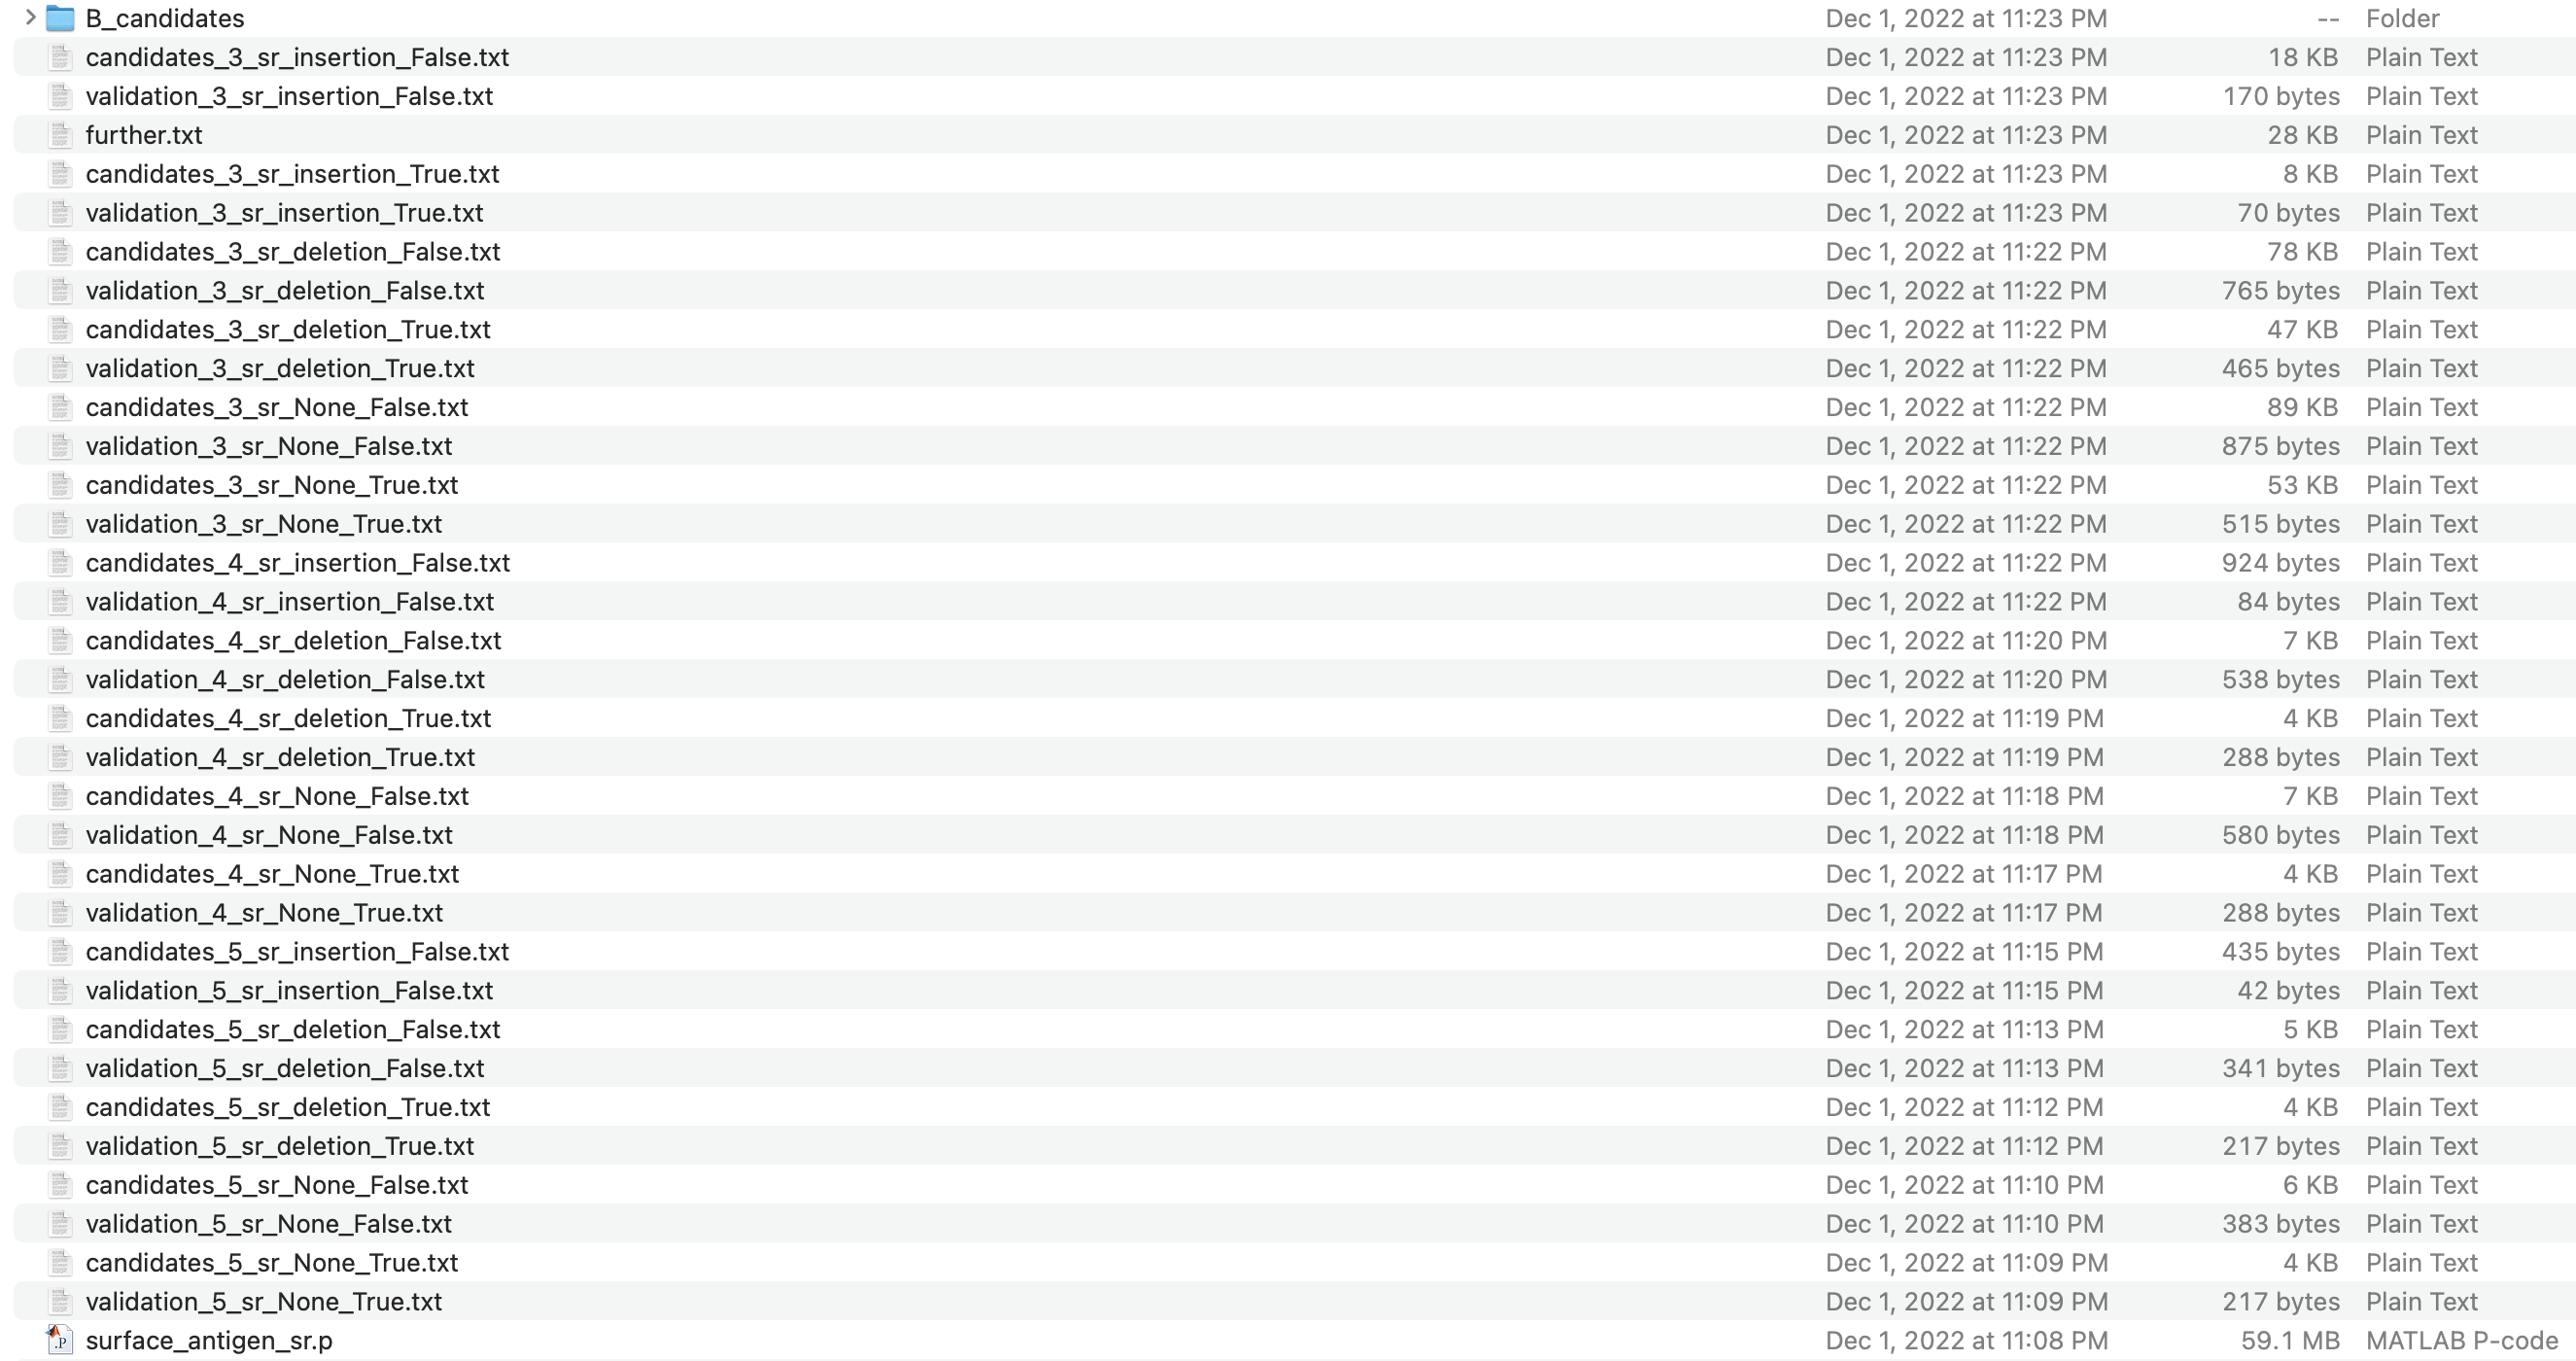 B_candidates Dec 1, 2022 at 11:23 PM -- Folder
candidates_3_sr_insertion_False.txt Dec 1, 2022 at 11:23 PM 18 KB Plain Text
validation_3_sr_insertion_False.txt Dec 1, 2022 at 11:23 PM 170 bytes Plain Text
further.txt Dec 1, 2022 at 11:23 PM 28 KB Plain Text
candidates_3_sr_insertion_True.txt Dec 1, 2022 at 11:23 PM 8 KB Plain Text
validation_3_sr_insertion_True.txt Dec 1, 2022 at 11:23 PM 70 bytes Plain Text
candidates_3_sr_deletion_False.txt Dec 1, 2022 at 11:22 PM 78 KB Plain Text
validation_3_sr_deletion_False.txt Dec 1, 2022 at 11:22 PM 765 bytes Plain Text
candidates_3_sr_deletion_True.txt Dec 1, 2022 at 11:22 PM 47 KB Plain Text
validation_3_sr_deletion_True.txt Dec 1, 2022 at 11:22 PM 465 bytes Plain Text
candidates_3_sr_None_False.txt Dec 1, 2022 at 11:22 PM 89 KB Plain Text
validation_3_sr_None_False.txt Dec 1, 2022 at 11:22 PM 875 bytes Plain Text
candidates_3_sr_None_True.txt Dec 1, 2022 at 11:22 PM 53 KB Plain Text
validation_3_sr_None_True.txt Dec 1, 2022 at 11:22 PM 515 bytes Plain Text
candidates_4_sr_insertion_False.txt Dec 1, 2022 at 11:22 PM 924 bytes Plain Text
validation_4_sr_insertion_False.txt Dec 1, 2022 at 11:22 PM 84 bytes Plain Text
candidates_4_sr_deletion_False.txt Dec 1, 2022 at 11:20 PM 7 KB Plain Text
validation_4_sr_deletion_False.txt Dec 1, 2022 at 11:20 PM 538 bytes Plain Text
candidates_4_sr_deletion_True.txt Dec 1, 2022 at 11:19 PM 4 KB Plain Text
validation_4_sr_deletion_True.txt Dec 1, 2022 at 11:19 PM 288 bytes Plain Text
candidates_4_sr_None_False.txt Dec 1, 2022 at 11:18 PM 7 KB Plain Text
validation_4_sr_None_False.txt Dec 1, 2022 at 11:18 PM 580 bytes Plain Text
candidates_4_sr_None_True.txt Dec 1, 2022 at 11:17 PM 4 KB Plain Text
validation_4_sr_None_True.txt Dec 1, 2022 at 11:17 PM 288 bytes Plain Text
candidates_5_sr_insertion_False.txt Dec 1, 2022 at 11:15 PM 435 bytes Plain Text
validation_5_sr_insertion_False.txt Dec 1, 2022 at 11:15 PM 42 bytes Plain Text
candidates_5_sr_deletion_False.txt Dec 1, 2022 at 11:13 PM 5 KB Plain Text
validation_5_sr_deletion_False.txt Dec 1, 2022 at 11:13 PM 341 bytes Plain Text
candidates_5_sr_deletion_True.txt Dec 1, 2022 at 11:12 PM 4 KB Plain Text
validation_5_sr_deletion_True.txt Dec 1, 2022 at 11:12 PM 217 bytes Plain Text
candidates_5_sr_None_False.txt Dec 1, 2022 at 11:10 PM 6 KB Plain Text
validation_5_sr_None_False.txt Dec 1, 2022 at 11:10 PM 383 bytes Plain Text
candidates_5_sr_None_True.txt Dec 1, 2022 at 11:09 PM 4 KB Plain Text
validation_5_sr_None_True.txt Dec 1, 2022 at 11:09 PM 217 bytes Plain Text
surface_antigen_sr.p Dec 1, 2022 at 11:08 PM 59.1 MB MATLAB P-code